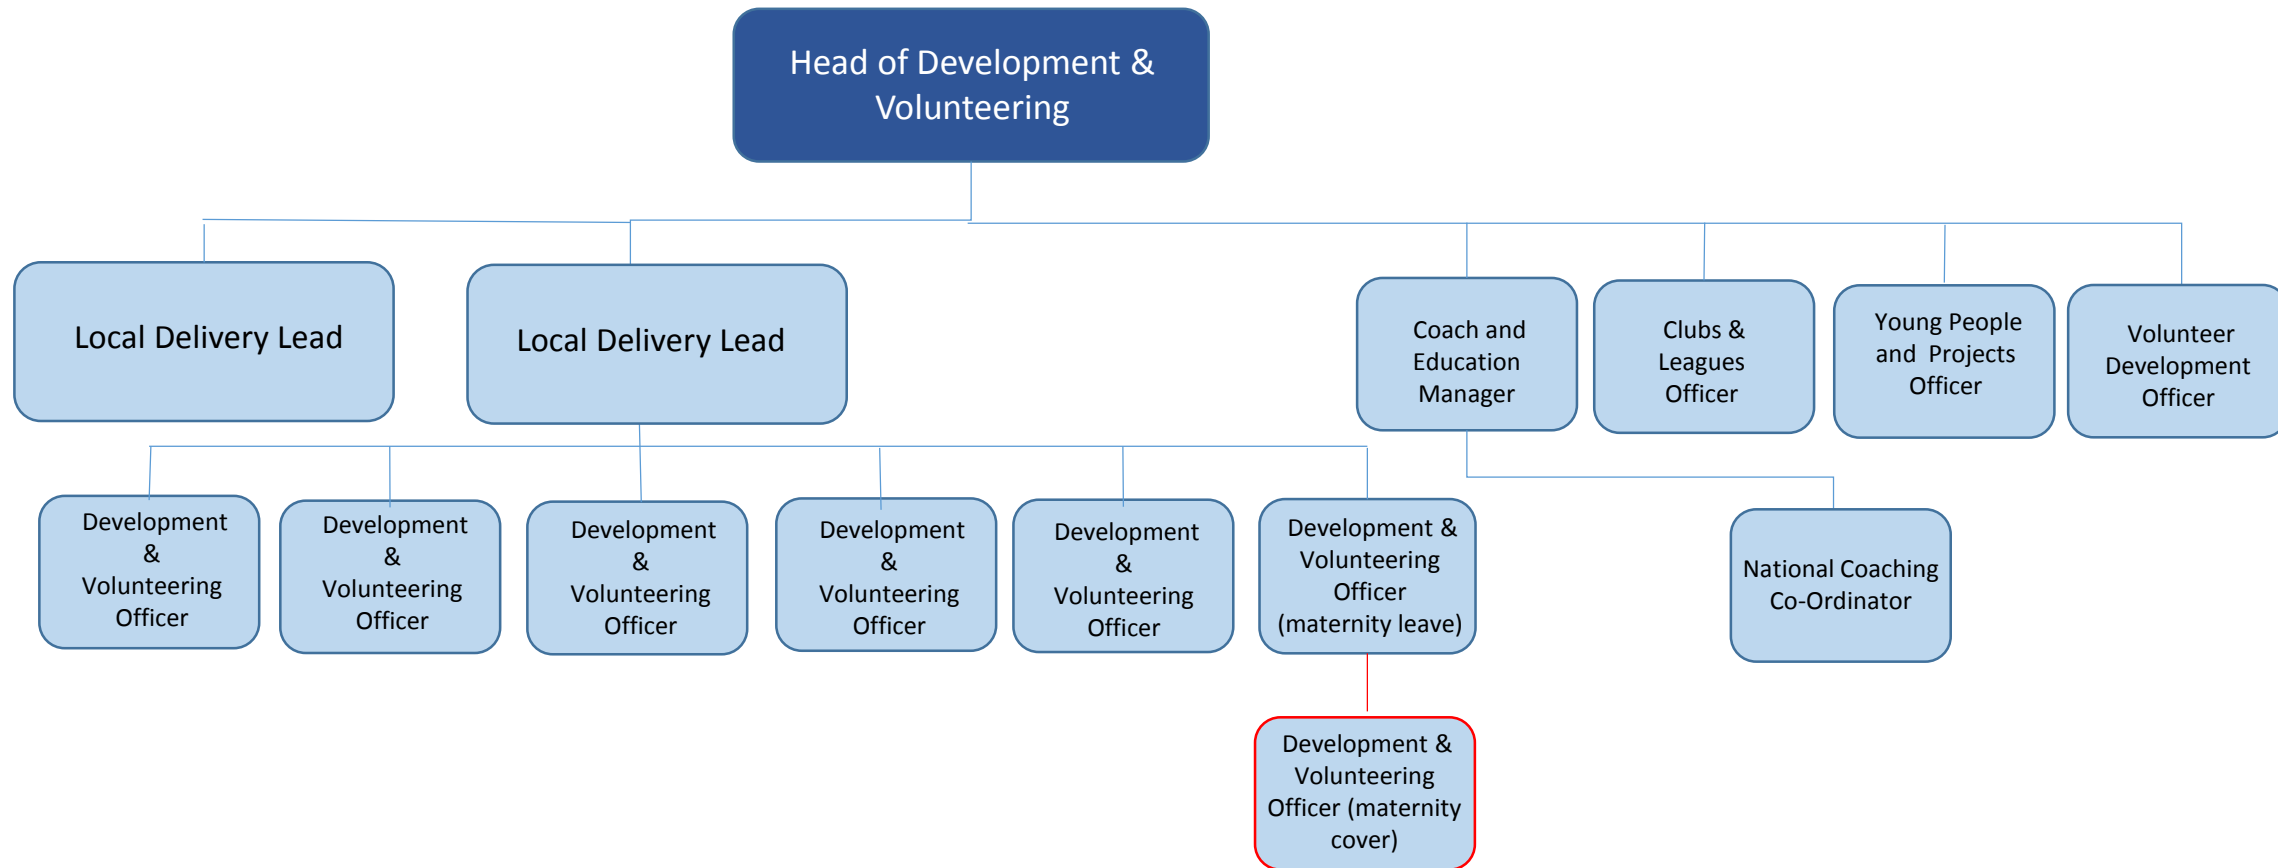 Head of Development &
Volunteering
Local Delivery Lead
Local Delivery Lead
Coach and
Education
Manager
Clubs &
Leagues
Officer
Young People
and Projects
Officer
Volunteer
Development
Officer
Development
&
Volunteering
Officer
Development
&
Volunteering
Officer
Development
&
Volunteering
Officer
Development
&
Volunteering
Officer
Development
&
Volunteering
Officer
Development &
Volunteering
Officer
(maternity leave)
National Coaching
Co-Ordinator
Development &
Volunteering
Officer (maternity
cover)